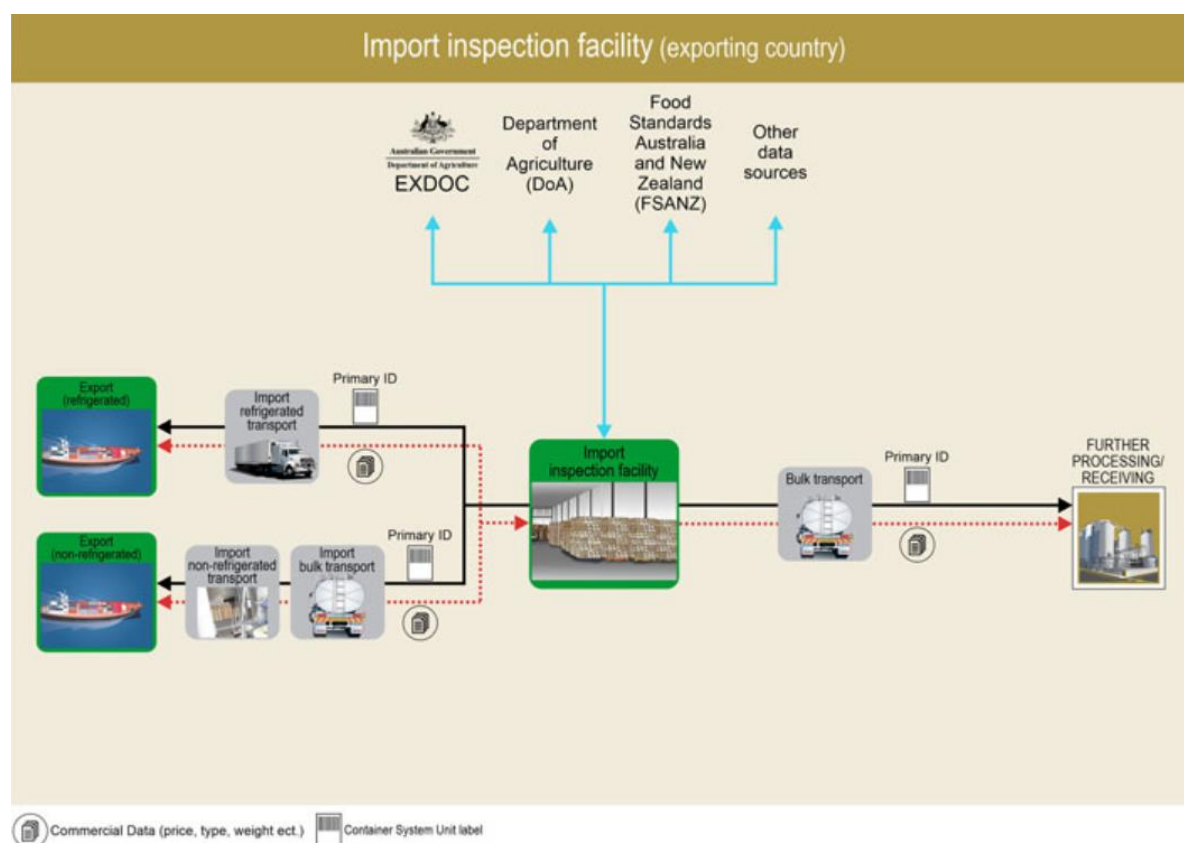 Import inspection facility (exporting country)
Australian Government
Department of Agriculture
EXDOC
Department
of
Agriculture
(DoA)
Food
Standards
Australia
and New
Zealand
(FSANZ)
Other
data
sources
Export
(refrigerated)
Import
refrigerated
transport
Primary ID
Import
inspection facility
Bulk transport
Primary ID
FURTHER
PROCESSING/
RECEIVING
Export
(non-refrigerated)
Import
non-refrigerated
transport
Import
bulk transport
Primary ID
Commercial Data (price, type, weight ect.)
Container System Unit label